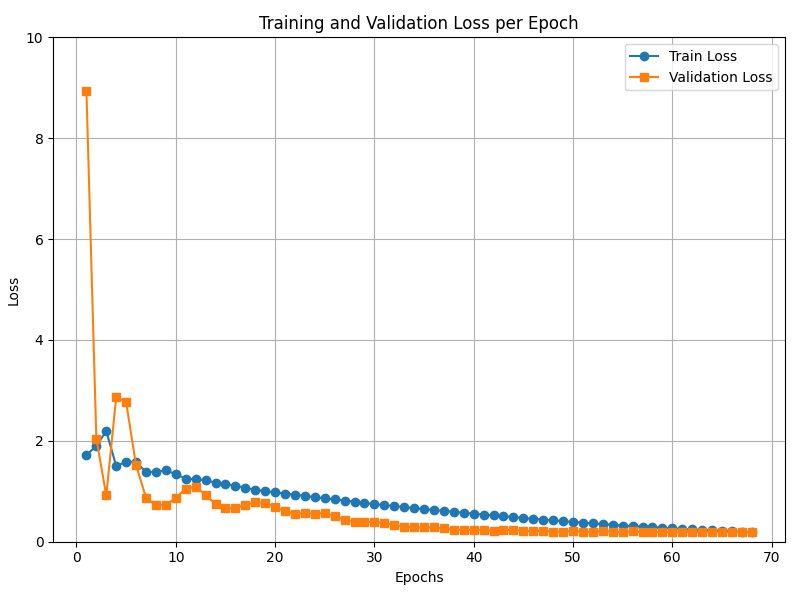 Training and Validation Loss per Epoch
Train Loss
Validation Loss
10
8
6
4
2
0
Loss
0 10 20 30 40 50 60 70
Epochs